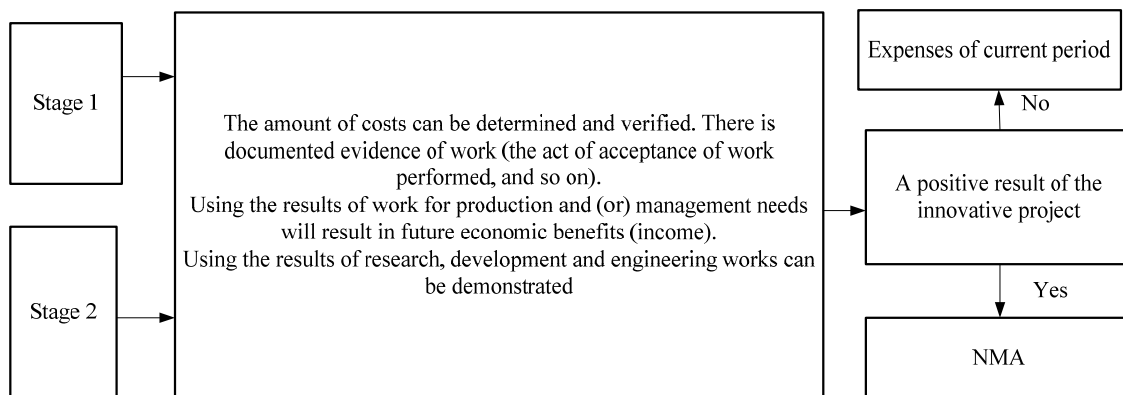 Stage 1
Stage 2
The amount of costs can be determined and verified. There is
documented evidence of work (the act of acceptance of work
performed, and so on).
Using the results of work for production and (or) management needs
will result in future economic benefits (income).
Using the results of research, development and engineering works can
be demonstrated
Expenses of current period
No
A positive result of the
innovative project
Yes
NMA